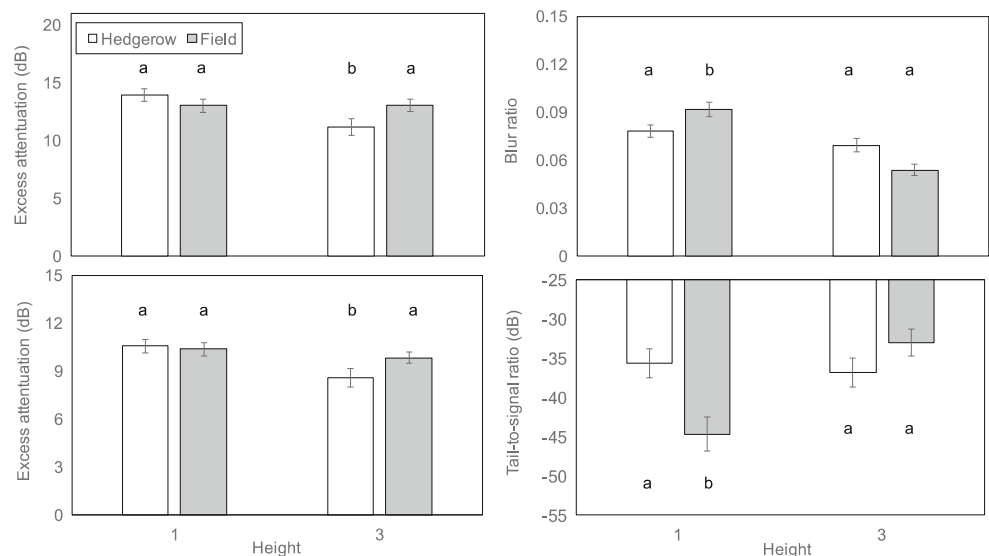 Excess attentuation (dB)
20
15
10
5
0
Hedgerow Field
a a b a
Blur ratio
0.15
0.12
0.09
0.06
0.03
0
a b a a
Excess attentuation (dB)
15
12
9
6
3
0
a a b a
1 3
Height
Tail-to-signal ratio (dB)
-25
-30
-35
-40
-45
-50
-55
a a
a b
1 3
Height